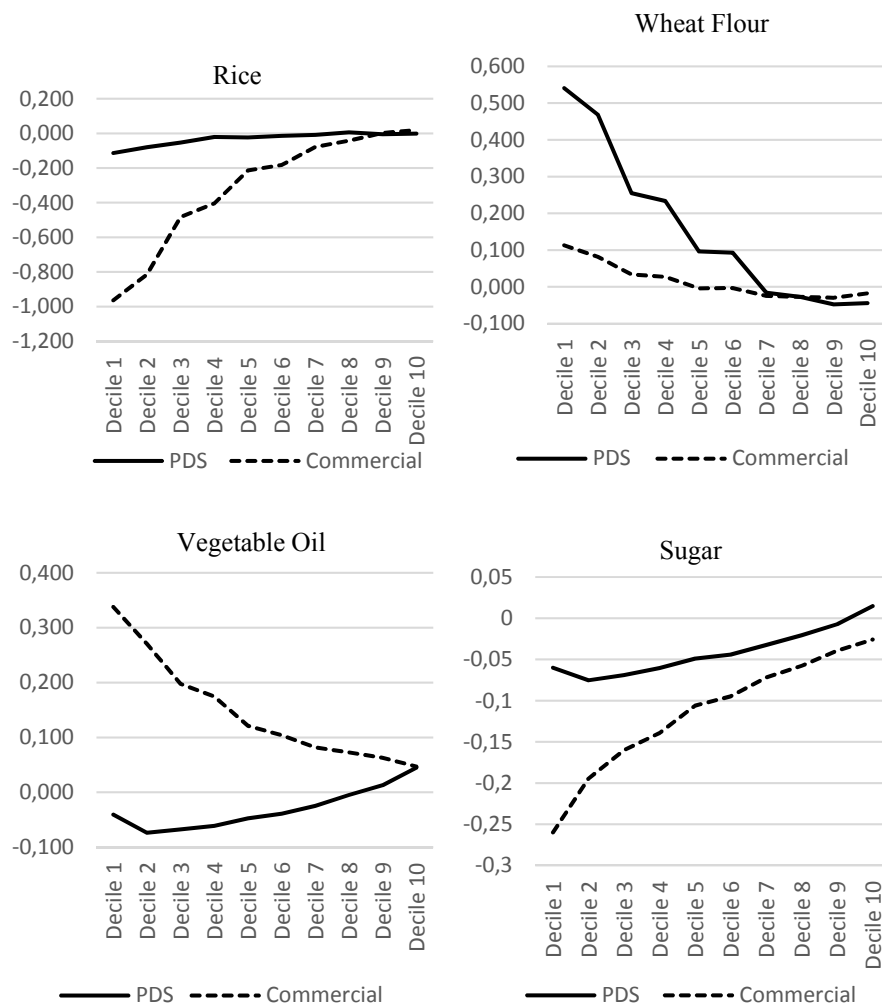 Rice
0,200
0,000
-0,200
-0,400
-0,600
-0,800
-1,000
-1,200
Decile 1
Decile 2
Decile 3
Decile 4
Decile 5
Decile 6
Decile 7
Decile 8
Decile 9
Decile 10
PDS Commercial
Wheat Flour
0,600
0,500
0,400
0,300
0,200
0,100
0,000
-0,100
Decile 1
Decile 2
Decile 3
Decile 4
Decile 5
Decile 6
Decile 7
Decile 8
Decile 9
Decile 10
PDS Commercial
Vegetable Oil
0,400
0,300
0,200
0,100
0,000
-0,100
Decile 1
Decile 2
Decile 3
Decile 4
Decile 5
Decile 6
Decile 7
Decile 8
Decile 9
Decile 10
PDS Commercial
Sugar
0,05
0
-0,05
-0,1
-0,15
-0,2
-0,25
-0,3
Decile 1
Decile 2
Decile 3
Decile 4
Decile 5
Decile 6
Decile 7
Decile 8
Decile 9
Decile 10
PDS Commercial